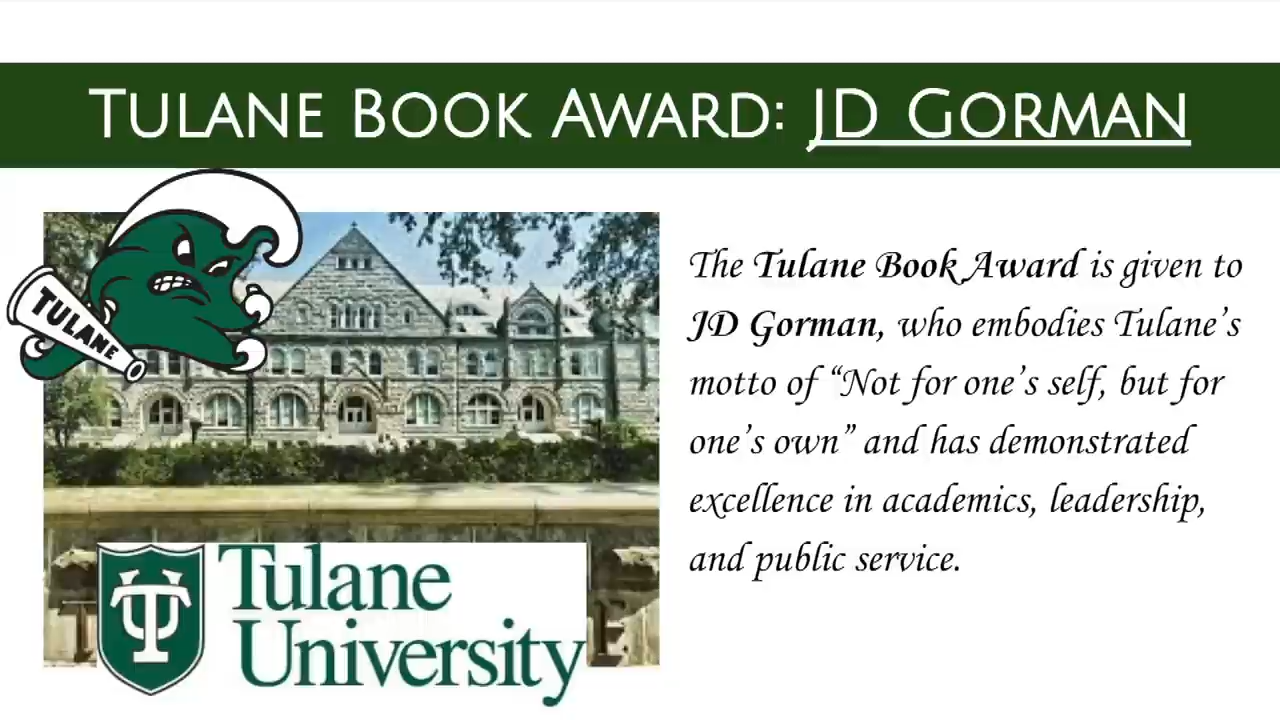 TULANE BOOK AWARD: JD GORMAN
TULANE
The Tulane Book Award is given to
JD Gorman, who embodies Tulane's
motto of “Not for one's self, but for
one's own” and has demonstrated
excellence in academics, leadership,
and public service.
Tulane
University